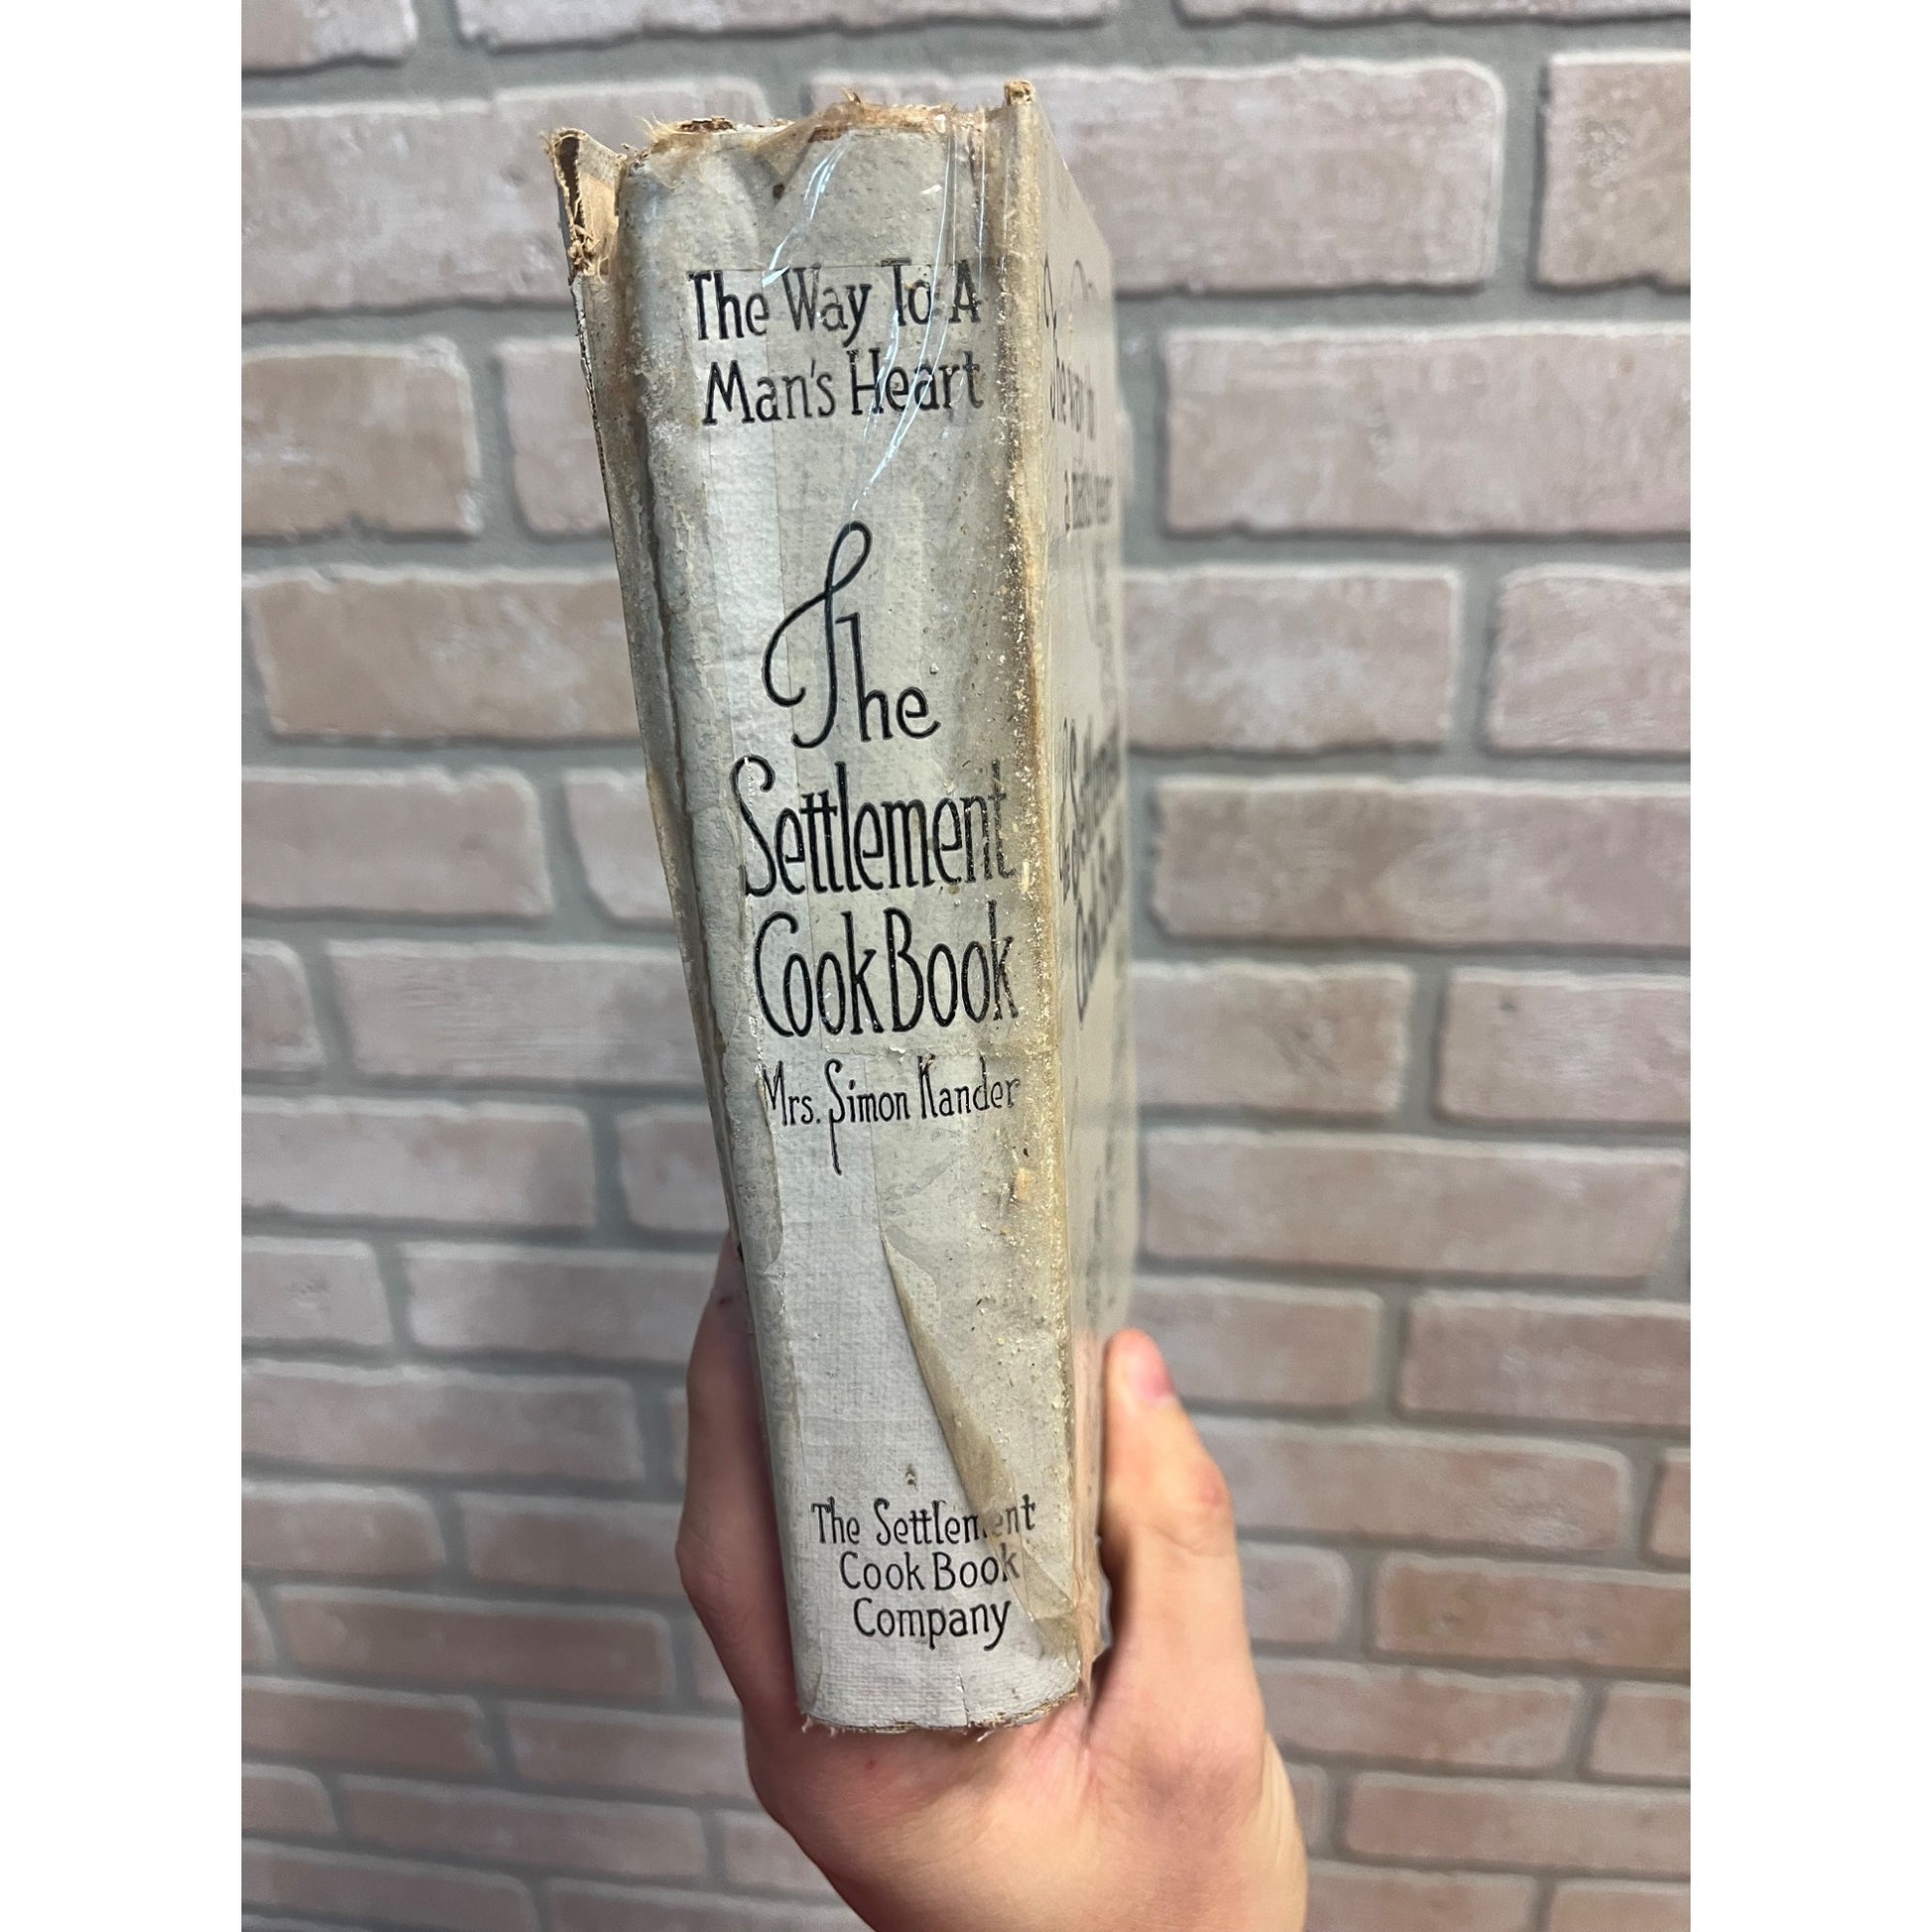 The Way To A
Man's Heart
The
Settlement
Cook Book
Mrs. Simon Kander
The Settlement
Cook Book
Company